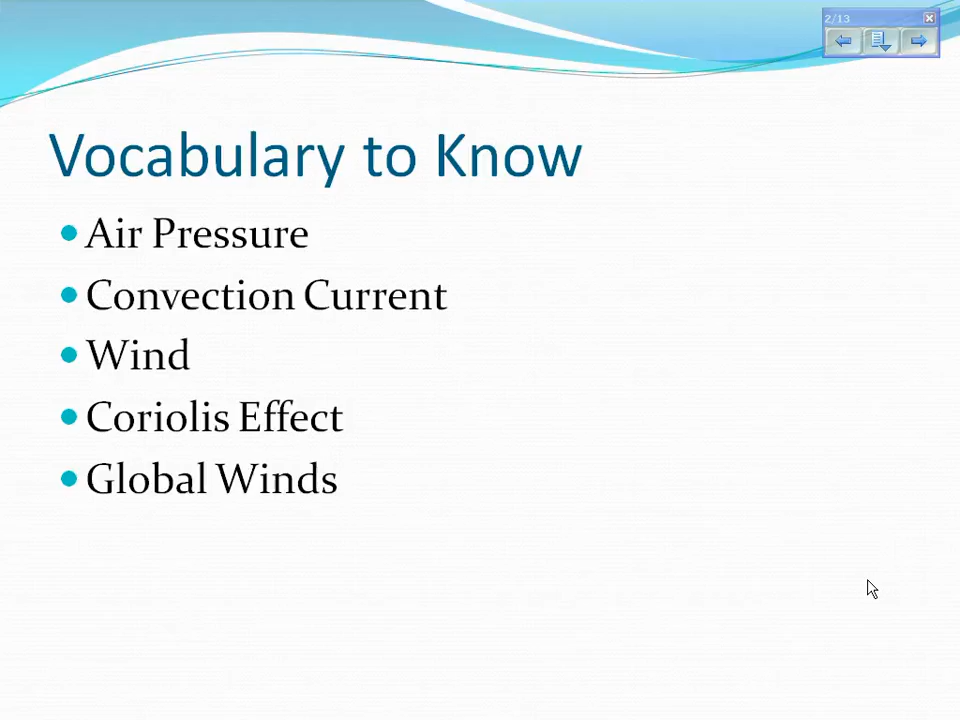 2/13
Vocabulary to Know
Air Pressure
Convection Current
Wind
Coriolis Effect
Global Winds